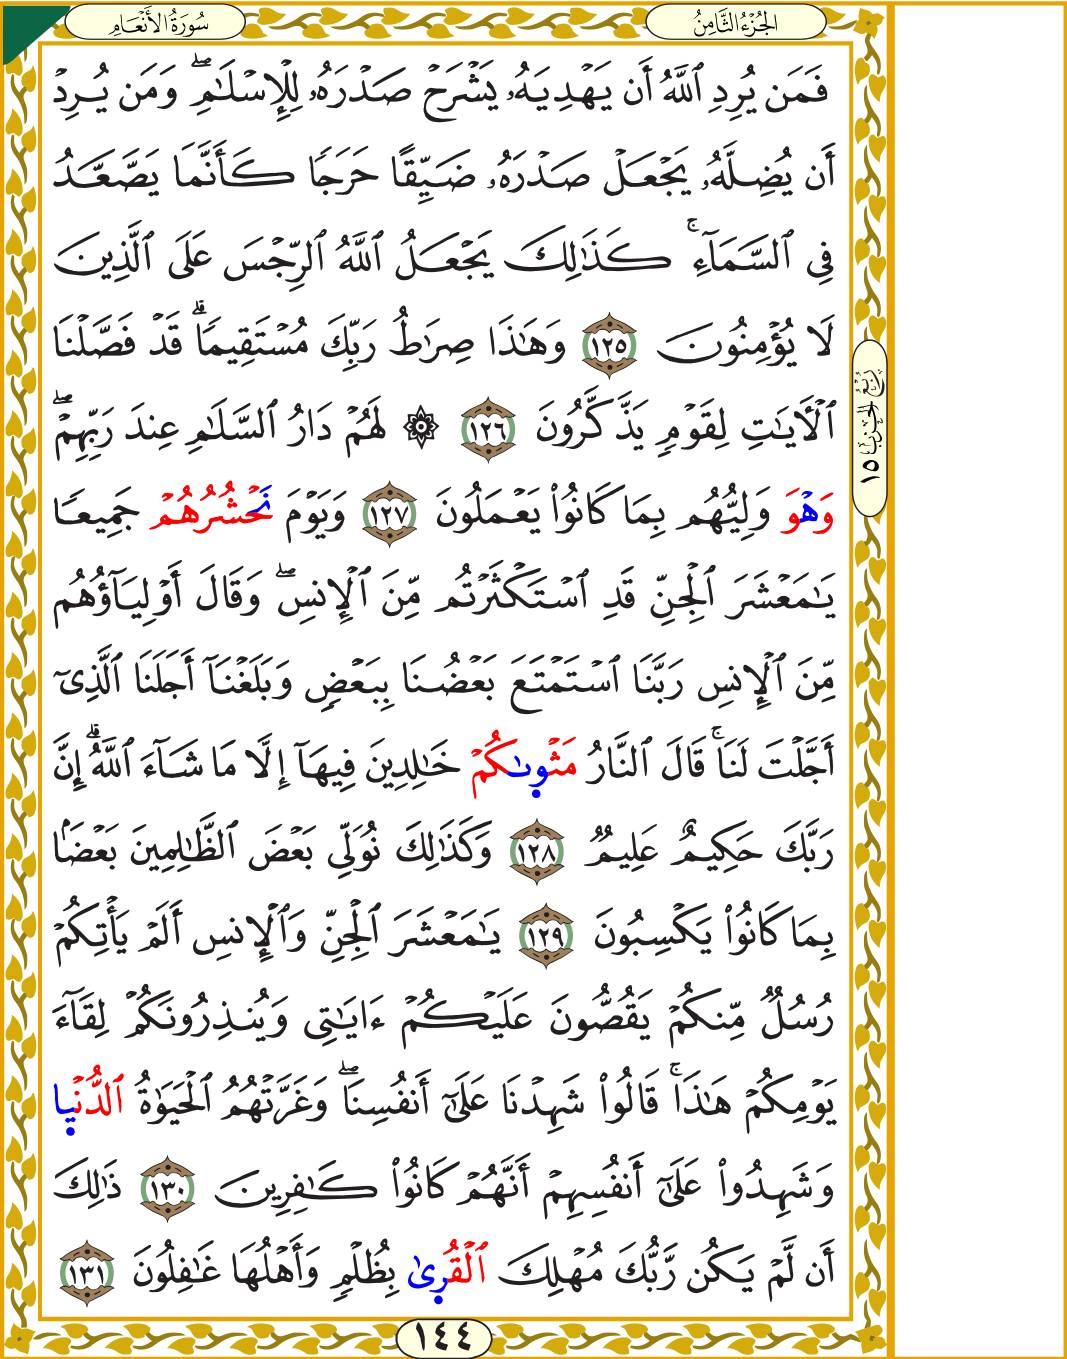 سُورَةُ الأَنْعَامِ
الجُزْءُ الثَّامِنُ
فَمَن يُرِدِ ٱللَّهُ أَن يَهْدِيَهُۥ يَشْرَحْ صَدْرَهُۥ لِلْإِسْلَٰمِۖ وَمَن يُرِدْ
أَن يُضِلَّهُۥ يَجْعَلْ صَدْرَهُۥ ضَيِّقًا حَرَجًا كَأَنَّمَا يَصَّعَّدُ
فِي ٱلسَّمَآءِۚ كَذَٰلِكَ يَجْعَلُ ٱللَّهُ ٱلرِّجْسَ عَلَى ٱلَّذِينَ
لَا يُؤْمِنُونَ ١٢٥ وَهَٰذَا صِرَٰطُ رَبِّكَ مُسْتَقِيمًاۗ قَدْ فَصَّلْنَا
ٱلْأَيَٰتِ لِقَوْمٍ يَذَّكَّرُونَ ١٢٦ ۞ لَهُمْ دَارُ ٱلسَّلَٰمِ عِندَ رَبِّهِمْۖ
وَهْوَ وَلِيُّهُم بِمَا كَانُوا۟ يَعْمَلُونَ ١٢٧ وَيَوْمَ نَحْشُرُهُمْ جَمِيعًا
يَٰمَعْشَرَ ٱلْجِنِّ قَدِ ٱسْتَكْثَرْتُم مِّنَ ٱلْإِنسِۖ وَقَالَ أَوْلِيَآؤُهُم
مِّنَ ٱلْإِنسِ رَبَّنَا ٱسْتَمْتَعَ بَعْضُنَا بِبَعْضٍ وَبَلَغْنَآ أَجَلَنَا ٱلَّذِىٓ
أَجَّلْتَ لَنَاۚ قَالَ ٱلنَّارُ مَثْوىٰكُمْ خَٰلِدِينَ فِيهَآ إِلَّا مَا شَآءَ ٱللَّهُۗ إِنَّ
رَبَّكَ حَكِيمٌ عَلِيمٌ ١٢٨ وَكَذَٰلِكَ نُوَلِّي بَعْضَ ٱلظَّٰلِمِينَ بَعْضًۢا
بِمَا كَانُوا۟ يَكْسِبُونَ ١٢٩ يَٰمَعْشَرَ ٱلْجِنِّ وَٱلْإِنسِ أَلَمْ يَأْتِكُمْ
رُسُلٌ مِّنكُمْ يَقُصُّونَ عَلَيْكُمْ ءَايَٰتِي وَيُنذِرُونَكُمْ لِقَآءَ
يَوْمِكُمْ هَٰذَاۚ قَالُوا۟ شَهِدْنَا عَلَىٰٓ أَنفُسِنَاۖ وَغَرَّتْهُمُ ٱلْحَيَوٰةُ ٱلدُّنْيا
وَشَهِدُوا۟ عَلَىٰٓ أَنفُسِهِمْ أَنَّهُمْ كَانُوا۟ كَٰفِرِينَ ١٣٠ ذَٰلِكَ
أَن لَّمْ يَكُن رَّبُّكَ مُهْلِكَ ٱلْقُرىٰ بِظُلْمٍ وَأَهْلُهَا غَٰفِلُونَ ١٣١
رُبْعُ الحِزْبِ ١٥
١٤٤